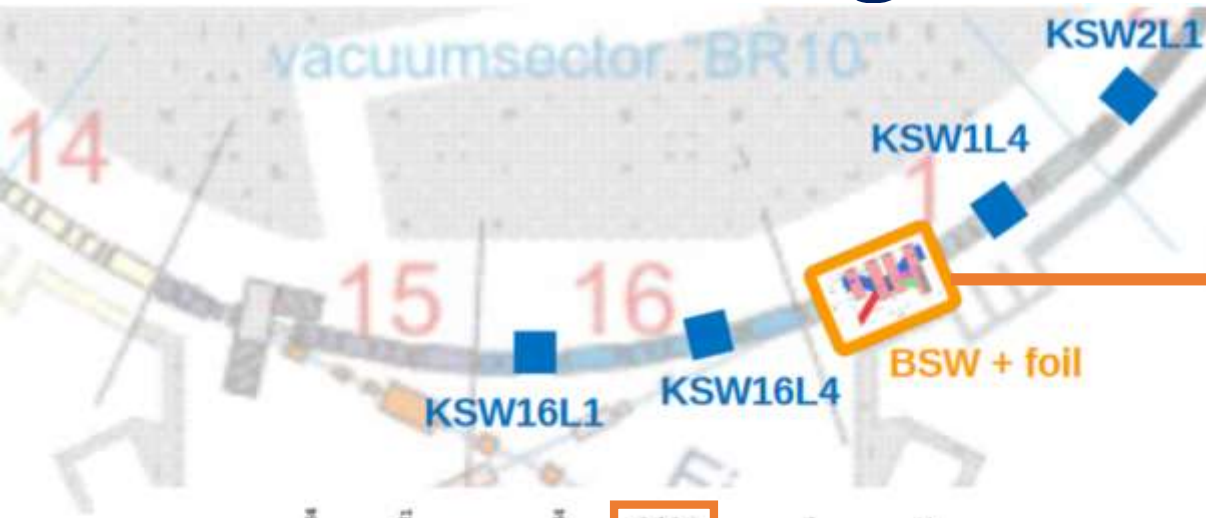 KSW2L1
vacuumsector "BR10"
KSW1L4
14
1
15
16
BSW + foil
KSW16L4
KSW16L1